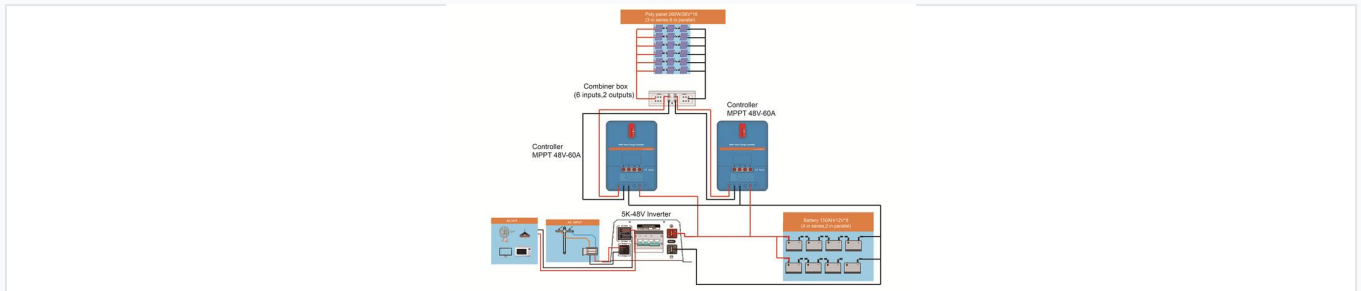 Poly panel 260W/36V*18
(3 in series,6 in parallel)
Combiner box
(6 inputs,2 outputs)
Controller
MPPT 48V-60A
Controller
MPPT 48V-60A
5K-48V Inverter
Battery 150AH/12V*8
(4 in series,2 in parallel)